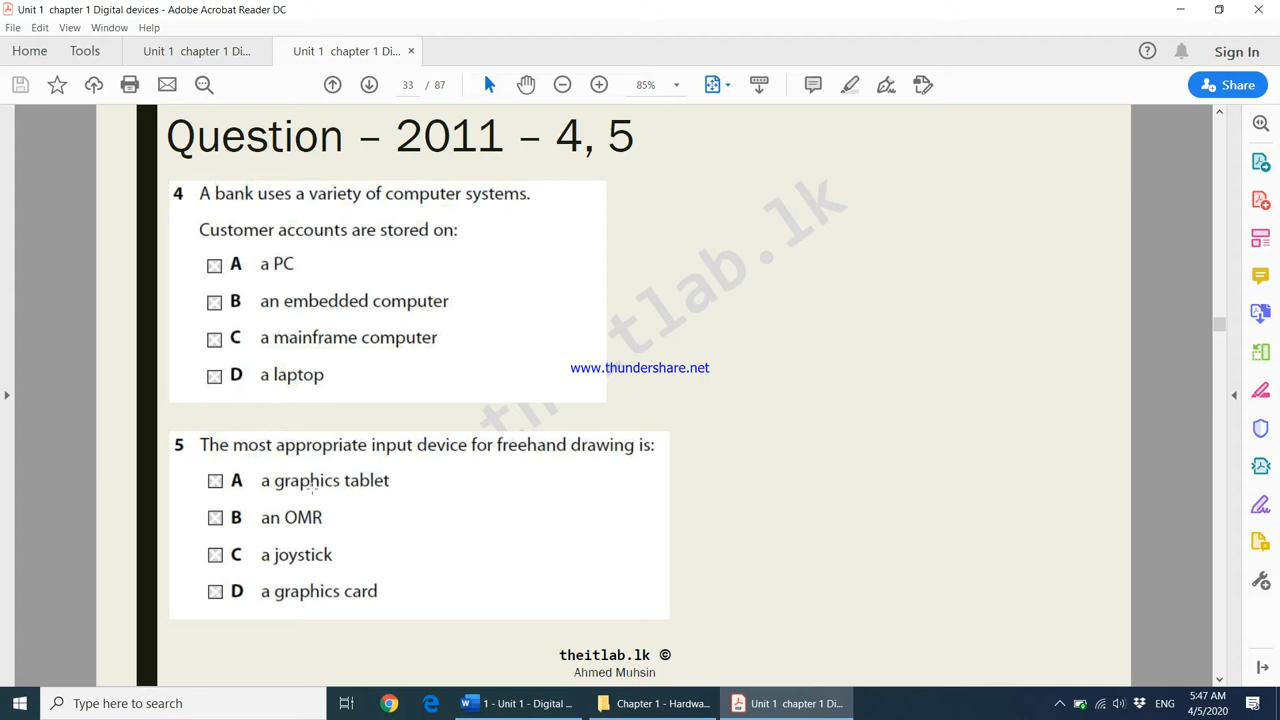 Unit 1 chapter 1 Digital devices - Adobe Acrobat Reader DC
File Edit View Window Help
Home Tools Unit 1 chapter 1 Di... Unit 1 chapter 1 Di... × Sign In
33 / 87 85% Share
Question – 2011 – 4, 5
4 A bank uses a variety of computer systems.
Customer accounts are stored on:
A a PC
B an embedded computer
C a mainframe computer
D a laptop
theitlab.lk
www.thundershare.net
5 The most appropriate input device for freehand drawing is:
A a graphics tablet
B an OMR
C a joystick
D a graphics card
theitlab.lk ©
Ahmed Muhsin
Type here to search
1 - Unit 1 - Digital ... Chapter 1 - Hardwa... Unit 1 chapter 1 Di...
ENG
5:47 AM
4/5/2020